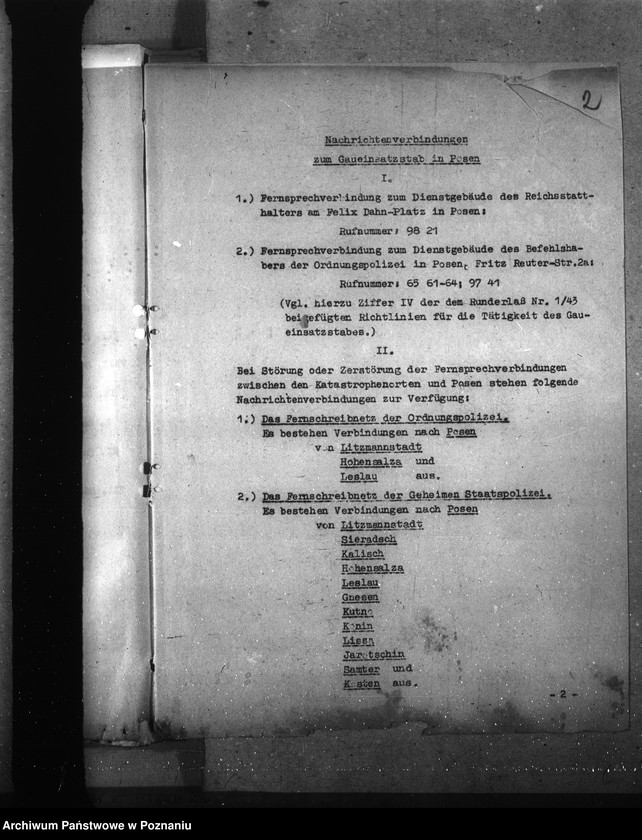 2
Nachrichtenverbindungen
zum Gaueinsatzstab in Posen
I.
1.) Fernsprechverbindung zum Dienstgebäude des Reichsstatt-
halters am Felix Dahn-Platz in Posen:
Rufnummer: 98 21
2.) Fernsprechverbindung zum Dienstgebäude des Befehlsha-
bers der Ordnungspolizei in Posen, Fritz Reuter-Str.2a:
Rufnummer: 65 61-64; 97 41
(Vgl. hierzu Ziffer IV der dem Runderlaß Nr. 1/43
beigefügten Richtlinien für die Tätigkeit des Gau-
einsatzstabes.)
II.
Bei Störung oder Zerstörung der Fernsprechverbindungen
zwischen den Katastrophenorten und Posen stehen folgende
Nachrichtenverbindungen zur Verfügung:
1.) Das Fernschreibnetz der Ordnungspolizei.
Es bestehen Verbindungen nach Posen
von Litzmannstadt
Hohensalza und
Leslau aus.
2.) Das Fernschreibnetz der Geheimen Staatspolizei.
Es bestehen Verbindungen nach Posen
von Litzmannstadt
Sieradsch
Kalisch
Hohensalza
Leslau
Gnesen
Kutno
Konin
Lissa
Jarotschin
Samter und
Kosten aus.
- 2 -
Archiwum Państwowe w Poznaniu